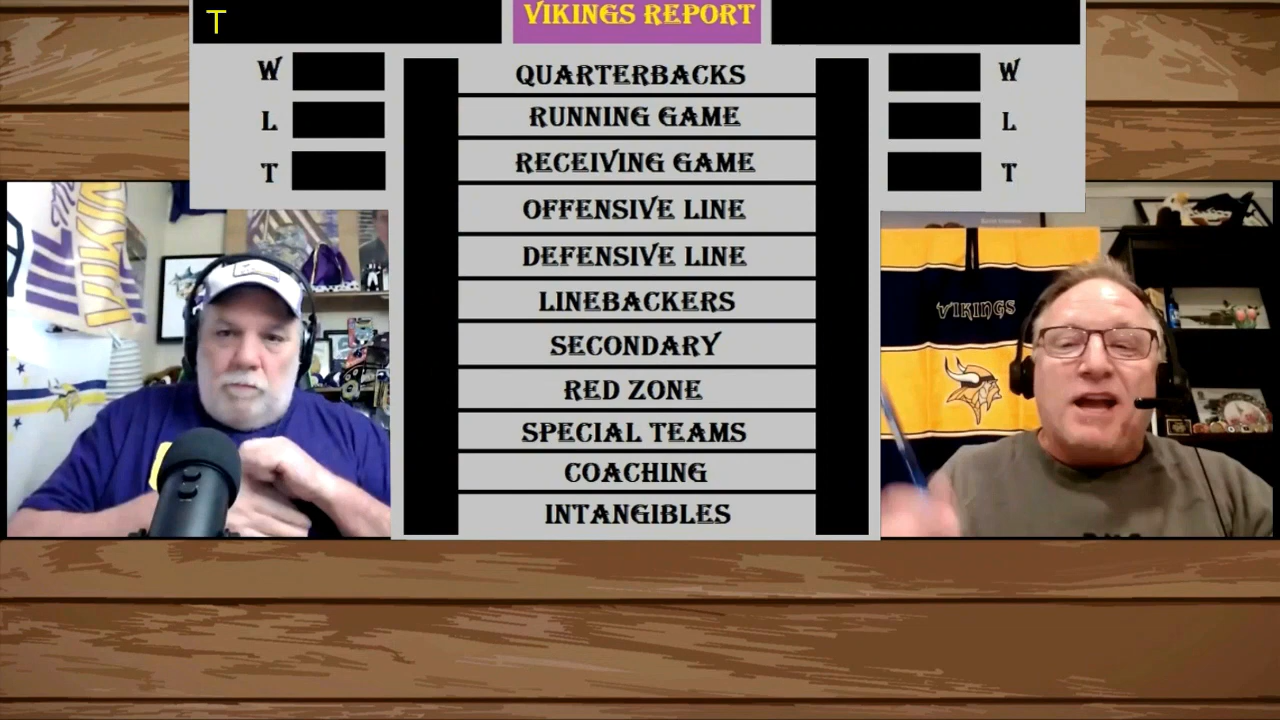 T
VIKINGS REPORT
W
L
T
QUARTERBACKS
RUNNING GAME
RECEIVING GAME
OFFENSIVE LINE
DEFENSIVE LINE
LINEBACKERS
SECONDARY
RED ZONE
SPECIAL TEAMS
COACHING
INTANGIBLES
W
L
T
VIKINGS